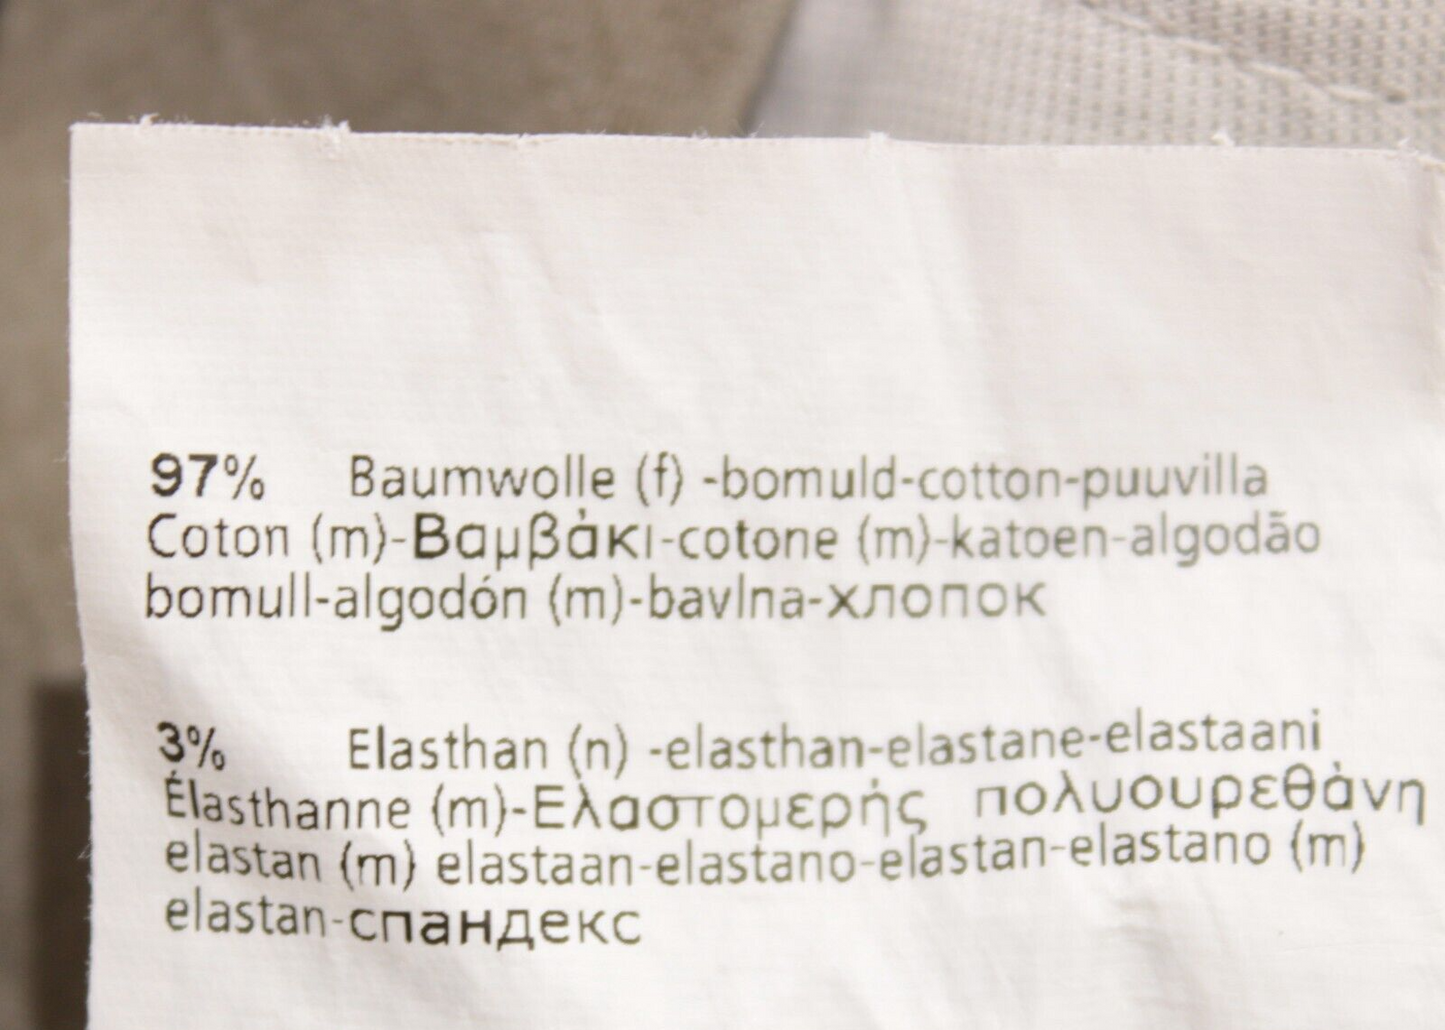 97% Baumwolle (f) -bomuld-cotton-puuvilla
Coton (m)-Βαμβάκι-cotone (m)-katoen-algodão
bomull-algodón (m)-bavlna-хлопок
3% Elasthan (n) -elasthan-elastane-elastaani
Élasthanne (m)-Ελαστομερής πολυουρεθάνη
elastan (m) elastaan-elastano-elastan-elastano (m)
elastan-спандекс